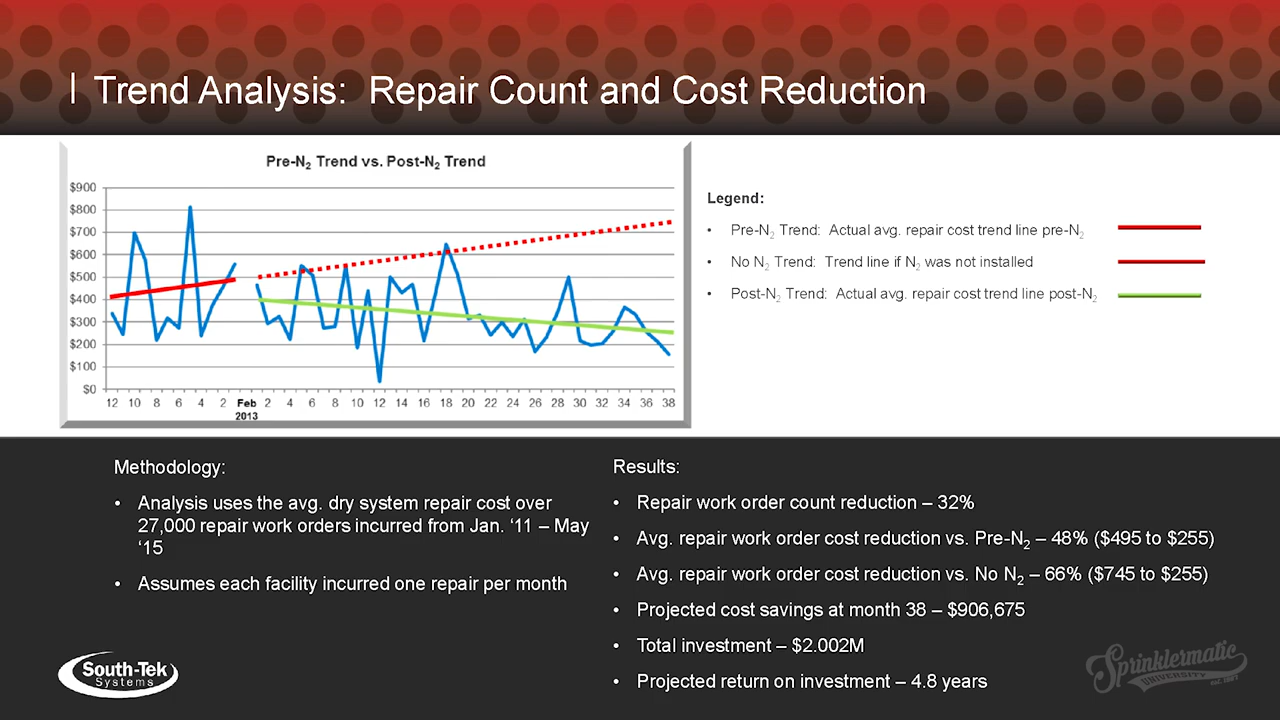 Trend Analysis:  Repair Count and Cost Reduction
Pre-N2 Trend vs. Post-N2 Trend
$900
$800
$700
$600
$500
$400
$300
$200
$100
$0
12 10 8 6 4 2 Feb 2 4 6 8 10 12 14 16 18 20 22 24 26 28 30 32 34 36 38
2013
Legend:
• Pre-N2 Trend:  Actual avg. repair cost trend line pre-N2
• No N2 Trend:  Trend line if N2 was not installed
• Post-N2 Trend:  Actual avg. repair cost trend line post-N2
Methodology:
• Analysis uses the avg. dry system repair cost over
27,000 repair work orders incurred from Jan. ‘11 – May
‘15
• Assumes each facility incurred one repair per month
Results:
• Repair work order count reduction – 32%
• Avg. repair work order cost reduction vs. Pre-N2 – 48% ($495 to $255)
• Avg. repair work order cost reduction vs. No N2 – 66% ($745 to $255)
• Projected cost savings at month 38 – $906,675
• Total investment – $2.002M
• Projected return on investment – 4.8 years
South-Tek
Systems
Sprinklermatic
UNIVERSITY